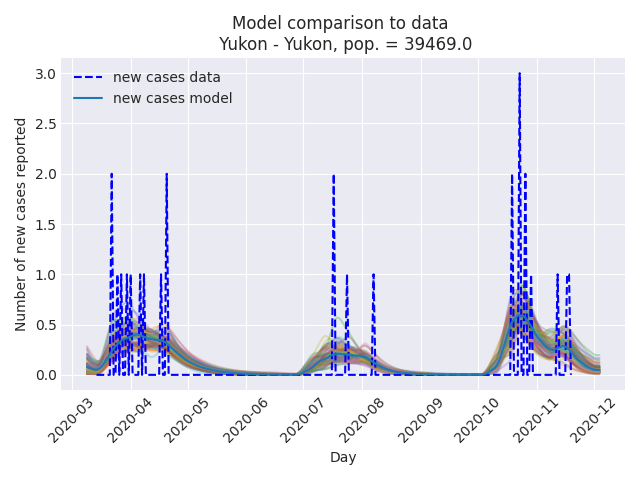 Model comparison to data
Yukon - Yukon, pop. = 39469.0
new cases data
new cases model
Number of new cases reported
3.0
2.5
2.0
1.5
1.0
0.5
0.0
2020-03
2020-04
2020-05
2020-06
2020-07
2020-08
2020-09
2020-10
2020-11
2020-12
Day